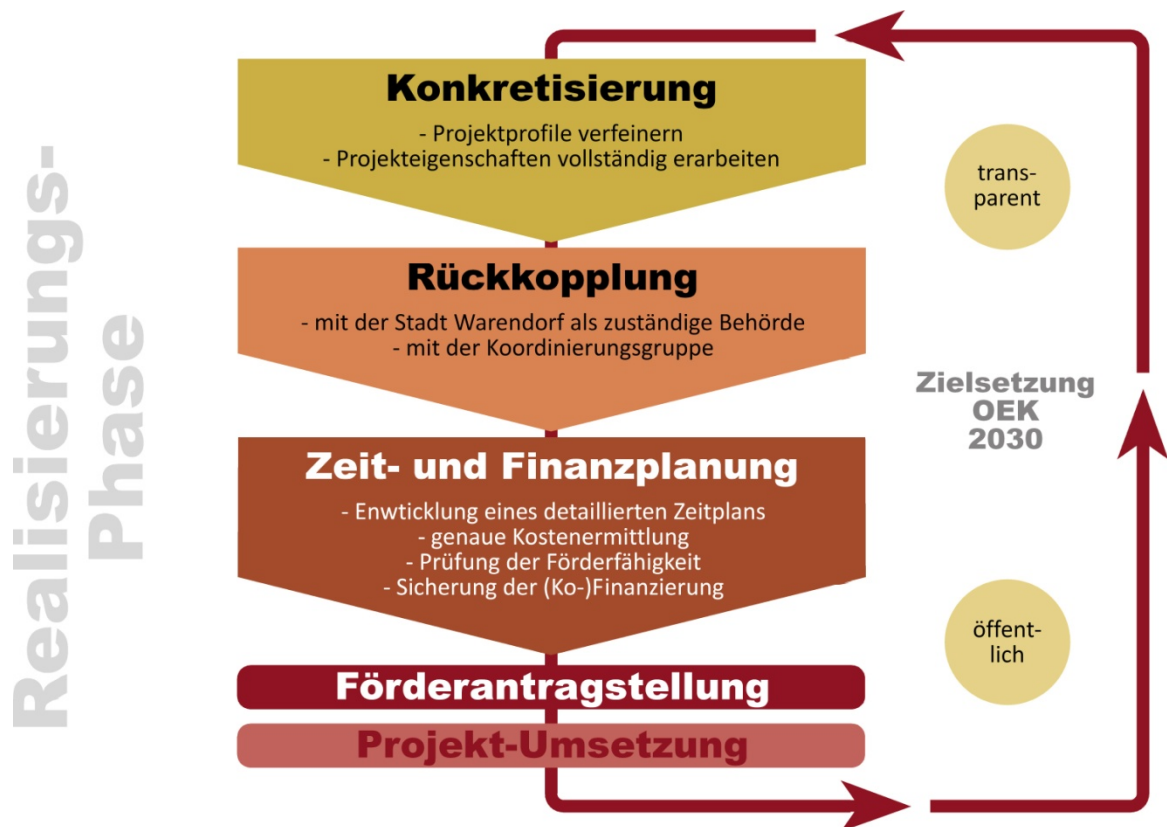 Realisierungs-
Phase
Konkretisierung
- Projektprofile verfeinern
- Projekteigenschaften vollständig erarbeiten
Rückkopplung
- mit der Stadt Warendorf als zuständige Behörde
- mit der Koordinierungsgruppe
Zeit- und Finanzplanung
- Enwticklung eines detaillierten Zeitplans
- genaue Kostenermittlung
- Prüfung der Förderfähigkeit
- Sicherung der (Ko-)Finanzierung
Förderantragstellung
Projekt-Umsetzung
trans-
parent
Zielsetzung
OEK
2030
öffent-
lich